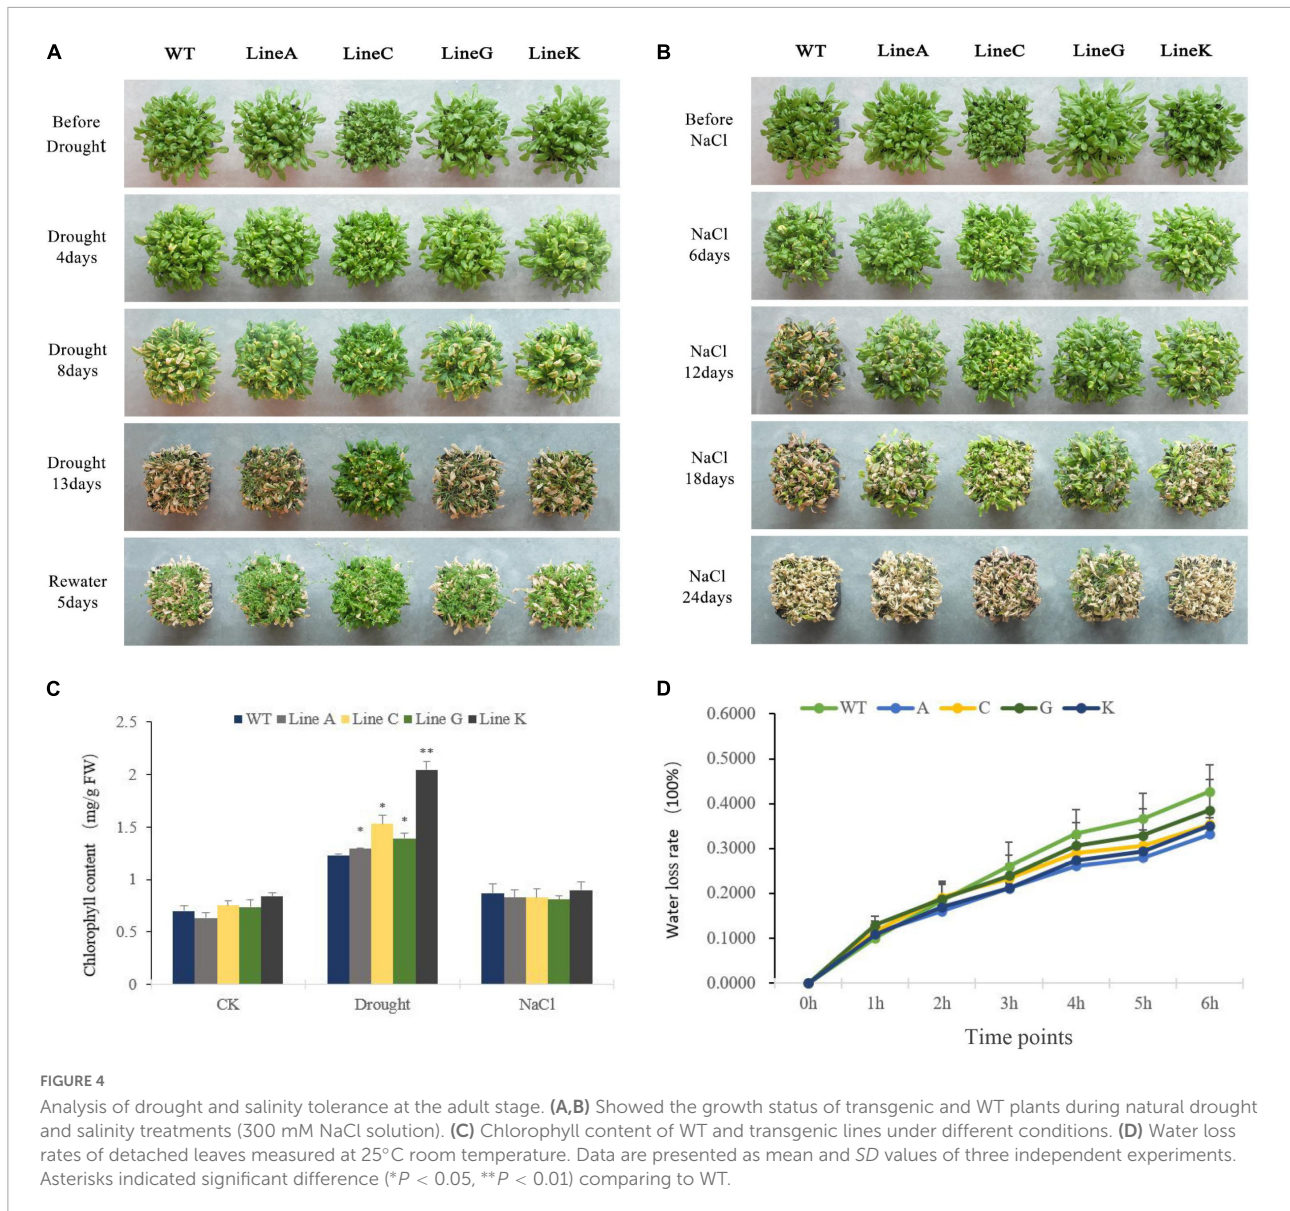 A
WT LineA LineC LineG LineK
Before
Drought
Drought
4days
Drought
8days
Drought
13days
Rewater
5days
B
WT LineA LineC LineG LineK
Before
NaCl
NaCl
6days
NaCl
12days
NaCl
18days
NaCl
24days
C
WT Line A Line C Line G Line K
Chlorophyll content (mg/g FW)
2.5
2
1.5
1
0.5
0
* * * **
CK Drought NaCl
D
WT A C G K
Water loss rate (100%)
0.6000
0.5000
0.4000
0.3000
0.2000
0.1000
0.0000
0h 1h 2h 3h 4h 5h 6h
Time points
FIGURE 4
Analysis of drought and salinity tolerance at the adult stage. (A,B) Showed the growth status of transgenic and WT plants during natural drought
and salinity treatments (300 mM NaCl solution). (C) Chlorophyll content of WT and transgenic lines under different conditions. (D) Water loss
rates of detached leaves measured at 25°C room temperature. Data are presented as mean and SD values of three independent experiments.
Asterisks indicated significant difference (*P < 0.05, **P < 0.01) comparing to WT.